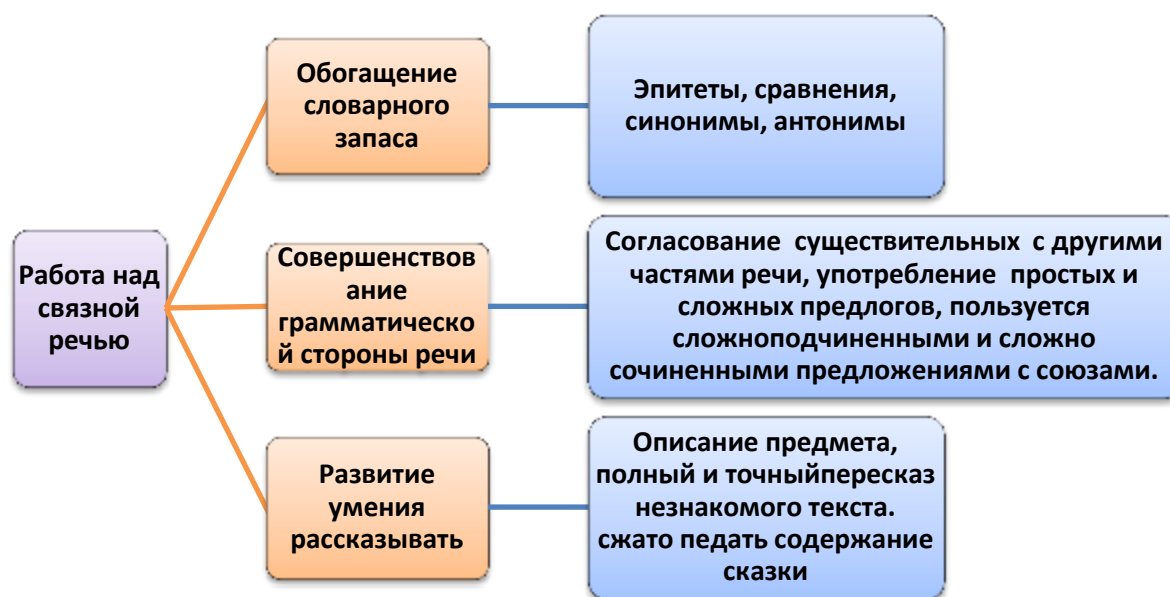 Работа над
связной
речью
Обогащение
словарного
запаса
Эпитеты, сравнения,
синонимы, антонимы
Совершенствов
ание
грамматическо
й стороны речи
Согласование существительных с другими
частями речи, употребление простых и
сложных предлогов, пользуется
сложноподчиненными и сложно
сочиненными предложениями с союзами.
Развитие
умения
рассказывать
Описание предмета,
полный и точныйпересказ
незнакомого текста.
сжато педать содержание
сказки